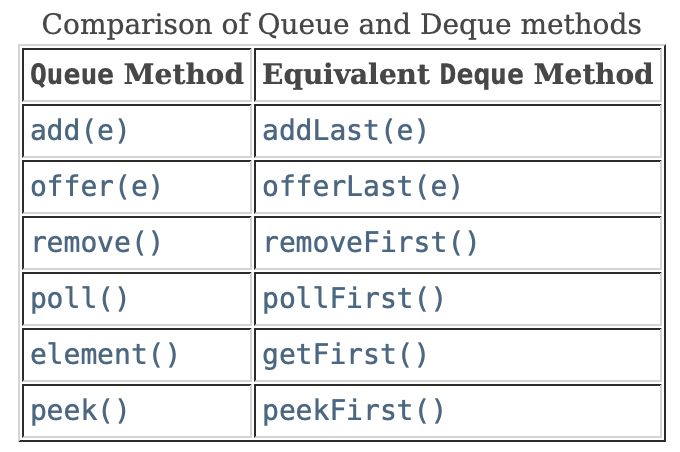 Comparison of Queue and Deque methods
Queue Method Equivalent Deque Method
add(e) addLast(e)
offer(e) offerLast(e)
remove() removeFirst()
poll() pollFirst()
element() getFirst()
peek() peekFirst()